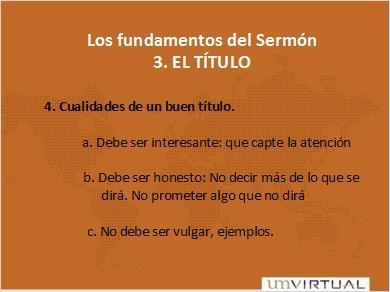 Los fundamentos del Sermón
3. EL TÍTULO
4. Cualidades de un buen título.
a. Debe ser interesante: que capte la atención
b. Debe ser honesto: No decir más de lo que se
dirá. No prometer algo que no dirá
c. No debe ser vulgar, ejemplos.
umVIRTUAL